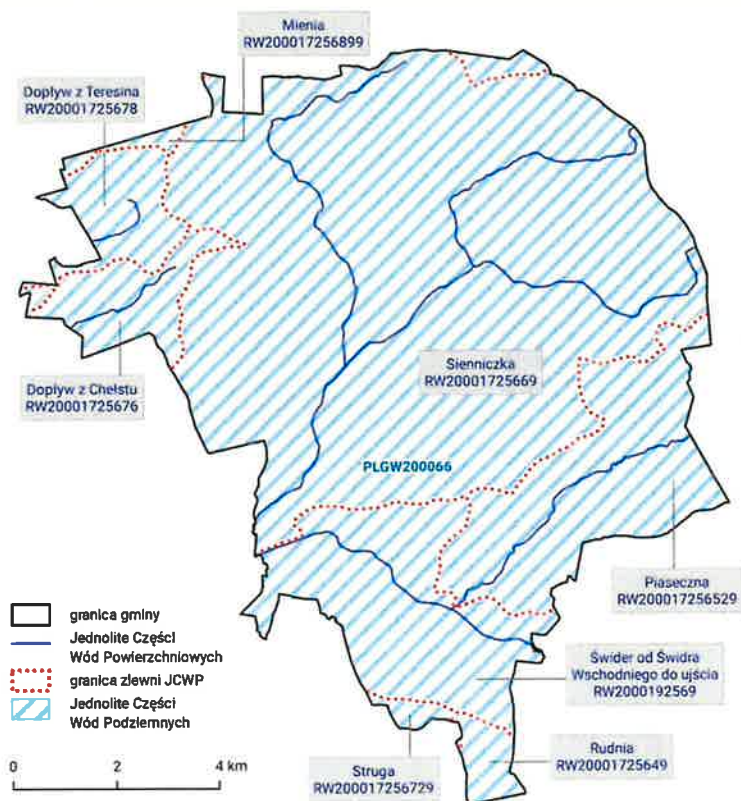 Mienia
RW200017256899
Dopływ z Teresina
RW20001725678
Dopływ z Chełstu
RW20001725676
Sienniczka
RW20001725669
PLGW200066
Piaseczna
RW200017256529
Świder od Świdra
Wschodniego do ujścia
RW2000192569
Rudnia
RW20001725649
Struga
RW200017256729
granica gminy
Jednolite Części
Wód Powierzchniowych
granica zlewni JCWP
Jednolite Części
Wód Podziemnych
0 2 4 km